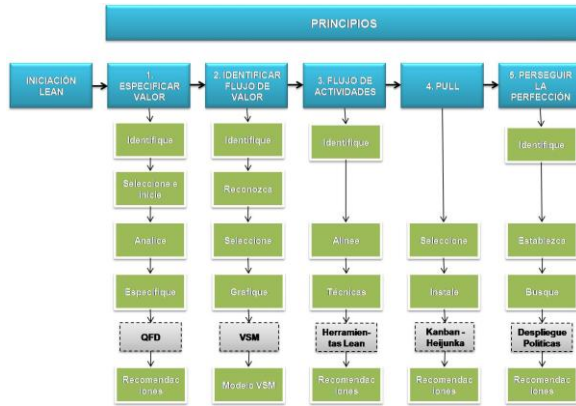 PRINCIPIOS
INICIACIÓN
LEAN
1.
ESPECIFICAR
VALOR
2. IDENTIFICAR
FLUJO DE
VALOR
3. FLUJO DE
ACTIVIDADES
4. PULL
5. PERSEGUIR
LA
PERFECCIÓN
Identifique
Identifique
Identifique
Identifique
Seleccione e
inicie
Reconozca
Analice
Seleccione
Alinee
Seleccione
Establezca
Especifique
Grafique
Técnicas
Instale
Busque
QFD
VSM
Herramien-
tas Lean
Kanban -
Heijunka
Despliegue
Políticas
Recomendac
iones
Modelo VSM
Recomendac
iones
Recomendac
iones
Recomendac
iones